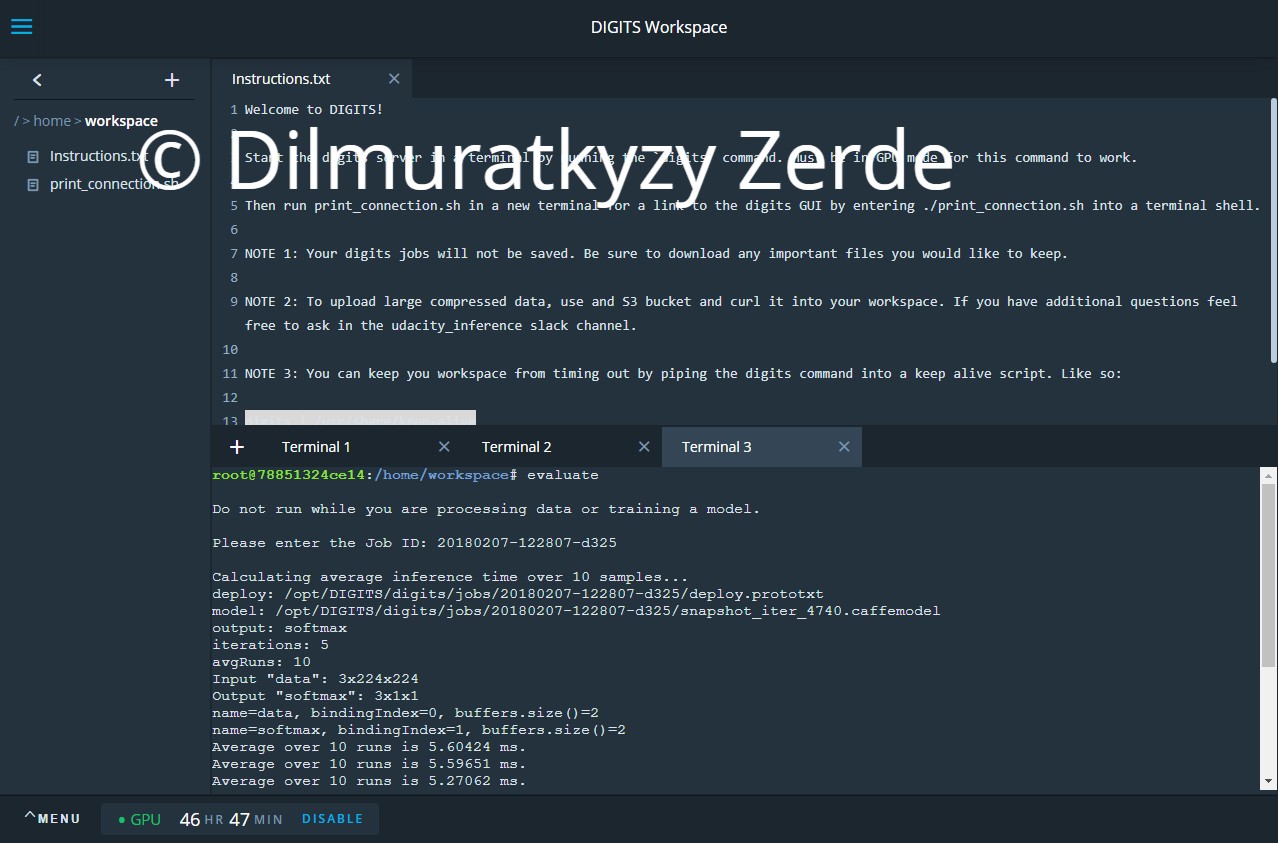 DIGITS Workspace
Instructions.txt
/ > home > workspace
Instructions.txt
print_connection.sh
© Dilmuratkyzy Zerde
1 Welcome to DIGITS!
Start the digits server in a terminal by running the `digits` command. Must be in GPU mode for this command to work.
5 Then run print_connection.sh in a new terminal for a link to the digits GUI by entering ./print_connection.sh into a terminal shell.
6
7 NOTE 1: Your digits jobs will not be saved. Be sure to download any important files you would like to keep.
8
9 NOTE 2: To upload large compressed data, use and S3 bucket and curl it into your workspace. If you have additional questions feel
free to ask in the udacity_inference slack channel.
10
11 NOTE 3: You can keep you workspace from timing out by piping the digits command into a keep alive script. Like so:
12
13
+ Terminal 1 Terminal 2 Terminal 3
root@78851324ce14:/home/workspace# evaluate
Do not run while you are processing data or training a model.
Please enter the Job ID: 20180207-122807-d325
Calculating average inference time over 10 samples...
deploy: /opt/DIGITS/digits/jobs/20180207-122807-d325/deploy.prototxt
model: /opt/DIGITS/digits/jobs/20180207-122807-d325/snapshot_iter_4740.caffemodel
output: softmax
iterations: 5
avgRuns: 10
Input "data": 3x224x224
Output "softmax": 3x1x1
name=data, bindingIndex=0, buffers.size()=2
name=softmax, bindingIndex=1, buffers.size()=2
Average over 10 runs is 5.60424 ms.
Average over 10 runs is 5.59651 ms.
Average over 10 runs is 5.27062 ms.
^MENU
GPU 46 HR 47 MIN DISABLE